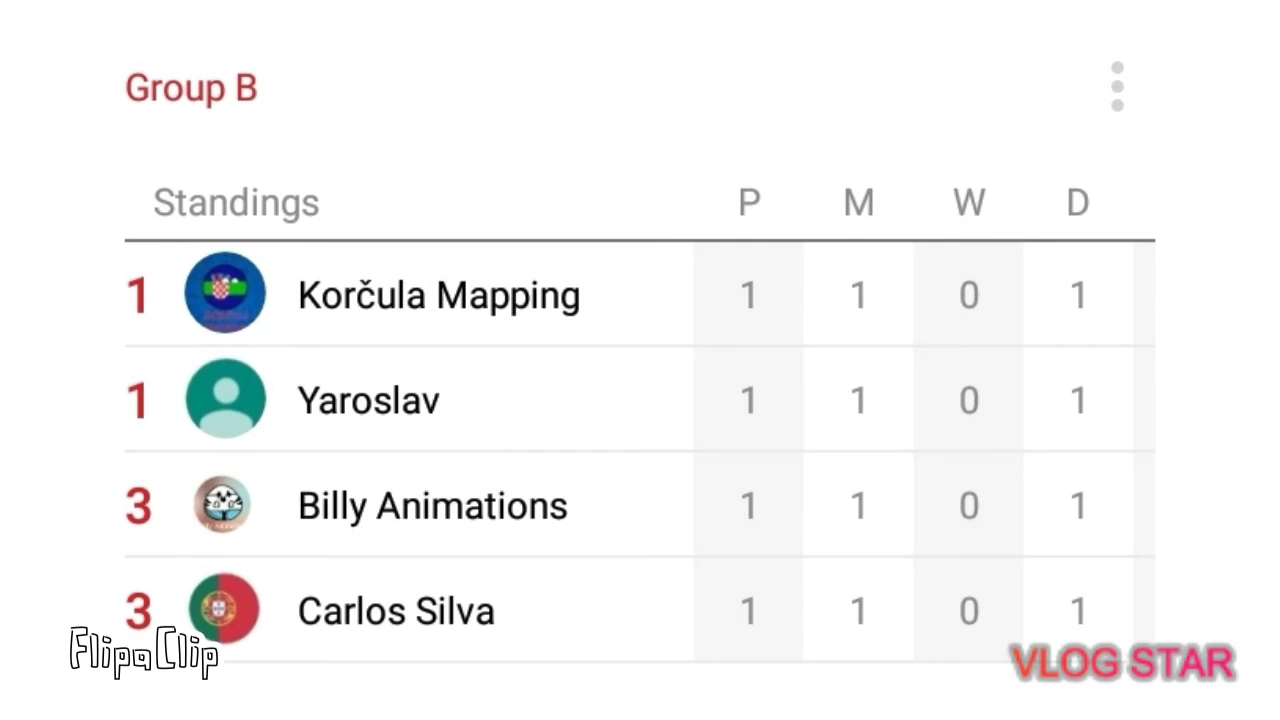 Group B
Standings P M W D
1 Korčula Mapping 1 1 0 1
1 Yaroslav 1 1 0 1
3 Billy Animations 1 1 0 1
3 Carlos Silva 1 1 0 1
FlipaClip
VLOG STAR